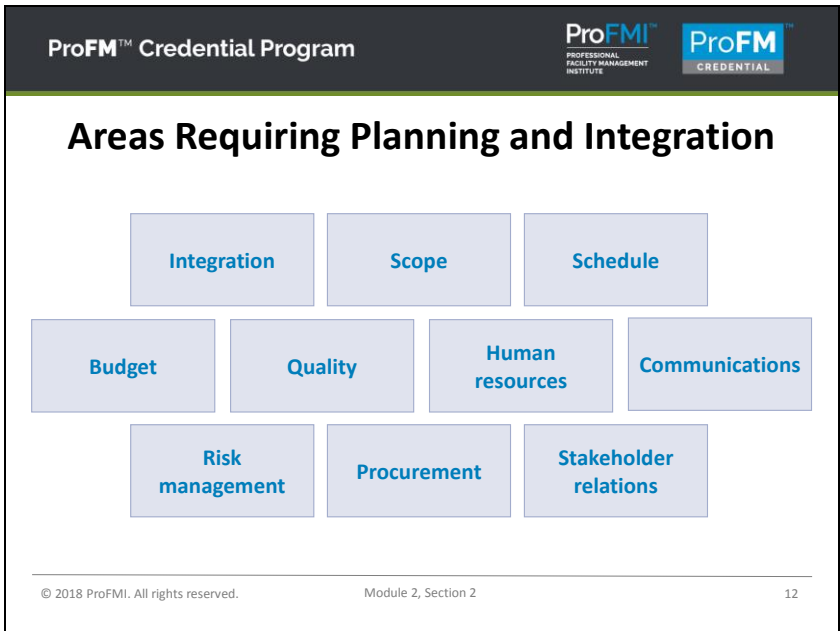 ProFM™ Credential Program
ProFMI™
PROFESSIONAL
FACILITY MANAGEMENT
INSTITUTE
ProFM™
CREDENTIAL
Areas Requiring Planning and Integration
Integration
Scope
Schedule
Budget
Quality
Human
resources
Communications
Risk
management
Procurement
Stakeholder
relations
© 2018 ProFMI. All rights reserved.
Module 2, Section 2
12